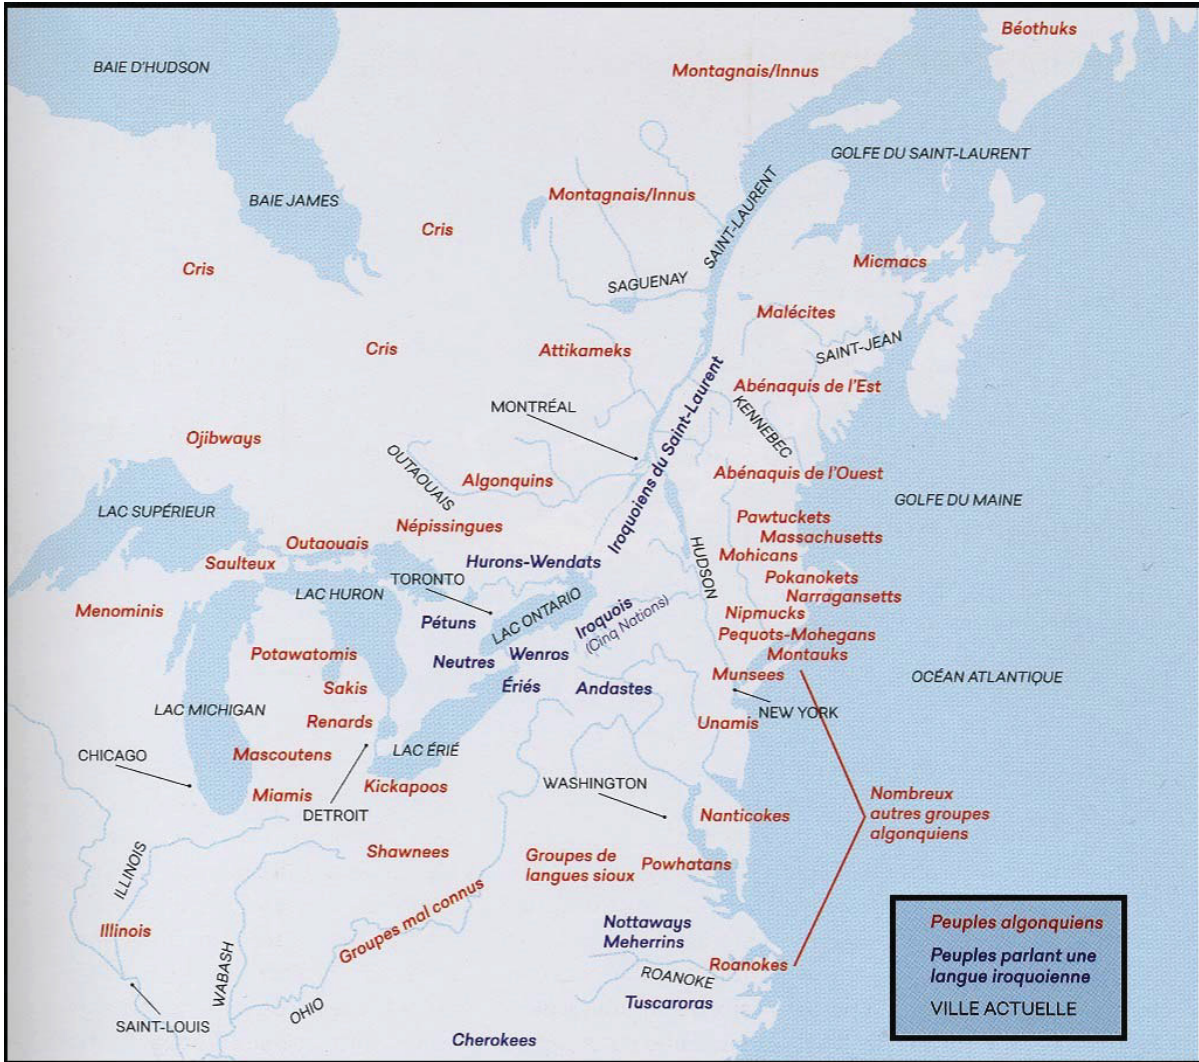 Béothuks
BAIE D'HUDSON
Montagnais/Innus
GOLFE DU SAINT-LAURENT
BAIE JAMES
Montagnais/Innus
SAINT-LAURENT
Cris
Cris
Micmacs
SAGUENAY
Malécites
SAINT-JEAN
Cris
Attikameks
Abénaquis de l'Est
MONTRÉAL
KENNEBEC
Iroquoiens du Saint-Laurent
Ojibways
OUTAOUAIS
Algonquins
Abénaquis de l'Ouest
GOLFE DU MAINE
LAC SUPÉRIEUR
Népissingues
Pawtuckets
Massachusetts
Outaouais
Saulteux
Hurons-Wendats
HUDSON
Mohicans
TORONTO
Pokanokets
LAC HURON
Narragansetts
Menominis
Pétuns
LAC ONTARIO
Iroquois
(Cinq Nations)
Nipmucks
Pequots-Mohegans
Potawatomis
Neutres
Wenros
Montauks
Munsees
OCÉAN ATLANTIQUE
Sakis
Ériés
Andastes
LAC MICHIGAN
Renards
NEW YORK
Unamis
CHICAGO
Mascoutens
LAC ÉRIÉ
WASHINGTON
Miamis
Kickapoos
DETROIT
Nanticokes
Nombreux
autres groupes
algonquiens
Shawnees
Groupes de
langues sioux
Powhatans
ILLINOIS
Illinois
Groupes mal connus
Nottaways
Meherrins
WABASH
Roanokes
ROANOKE
OHIO
Tuscaroras
SAINT-LOUIS
Cherokees
Peuples algonquiens
Peuples parlant une
langue iroquoienne
VILLE ACTUELLE